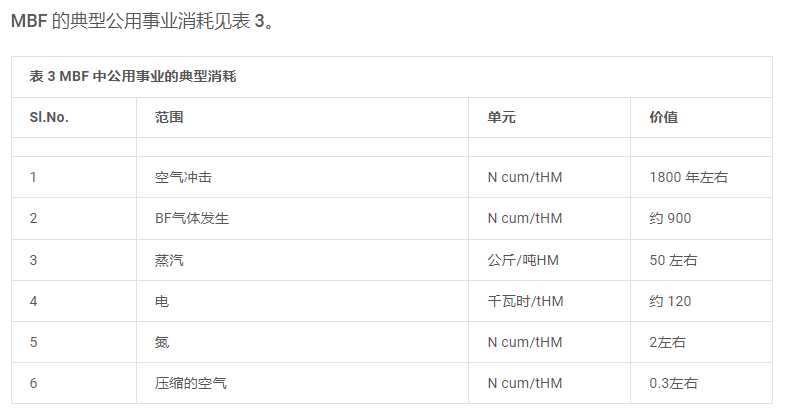 MBF 的典型公用事业消耗见表 3。
表 3 MBF 中公用事业的典型消耗
Sl.No. 范围 单元 价值
1 空气冲击 N cum/tHM 1800 年左右
2 BF气体发生 N cum/tHM 约 900
3 蒸汽 公斤/吨HM 50 左右
4 电 千瓦时/tHM 约 120
5 氮 N cum/tHM 2左右
6 压缩的空气 N cum/tHM 0.3左右